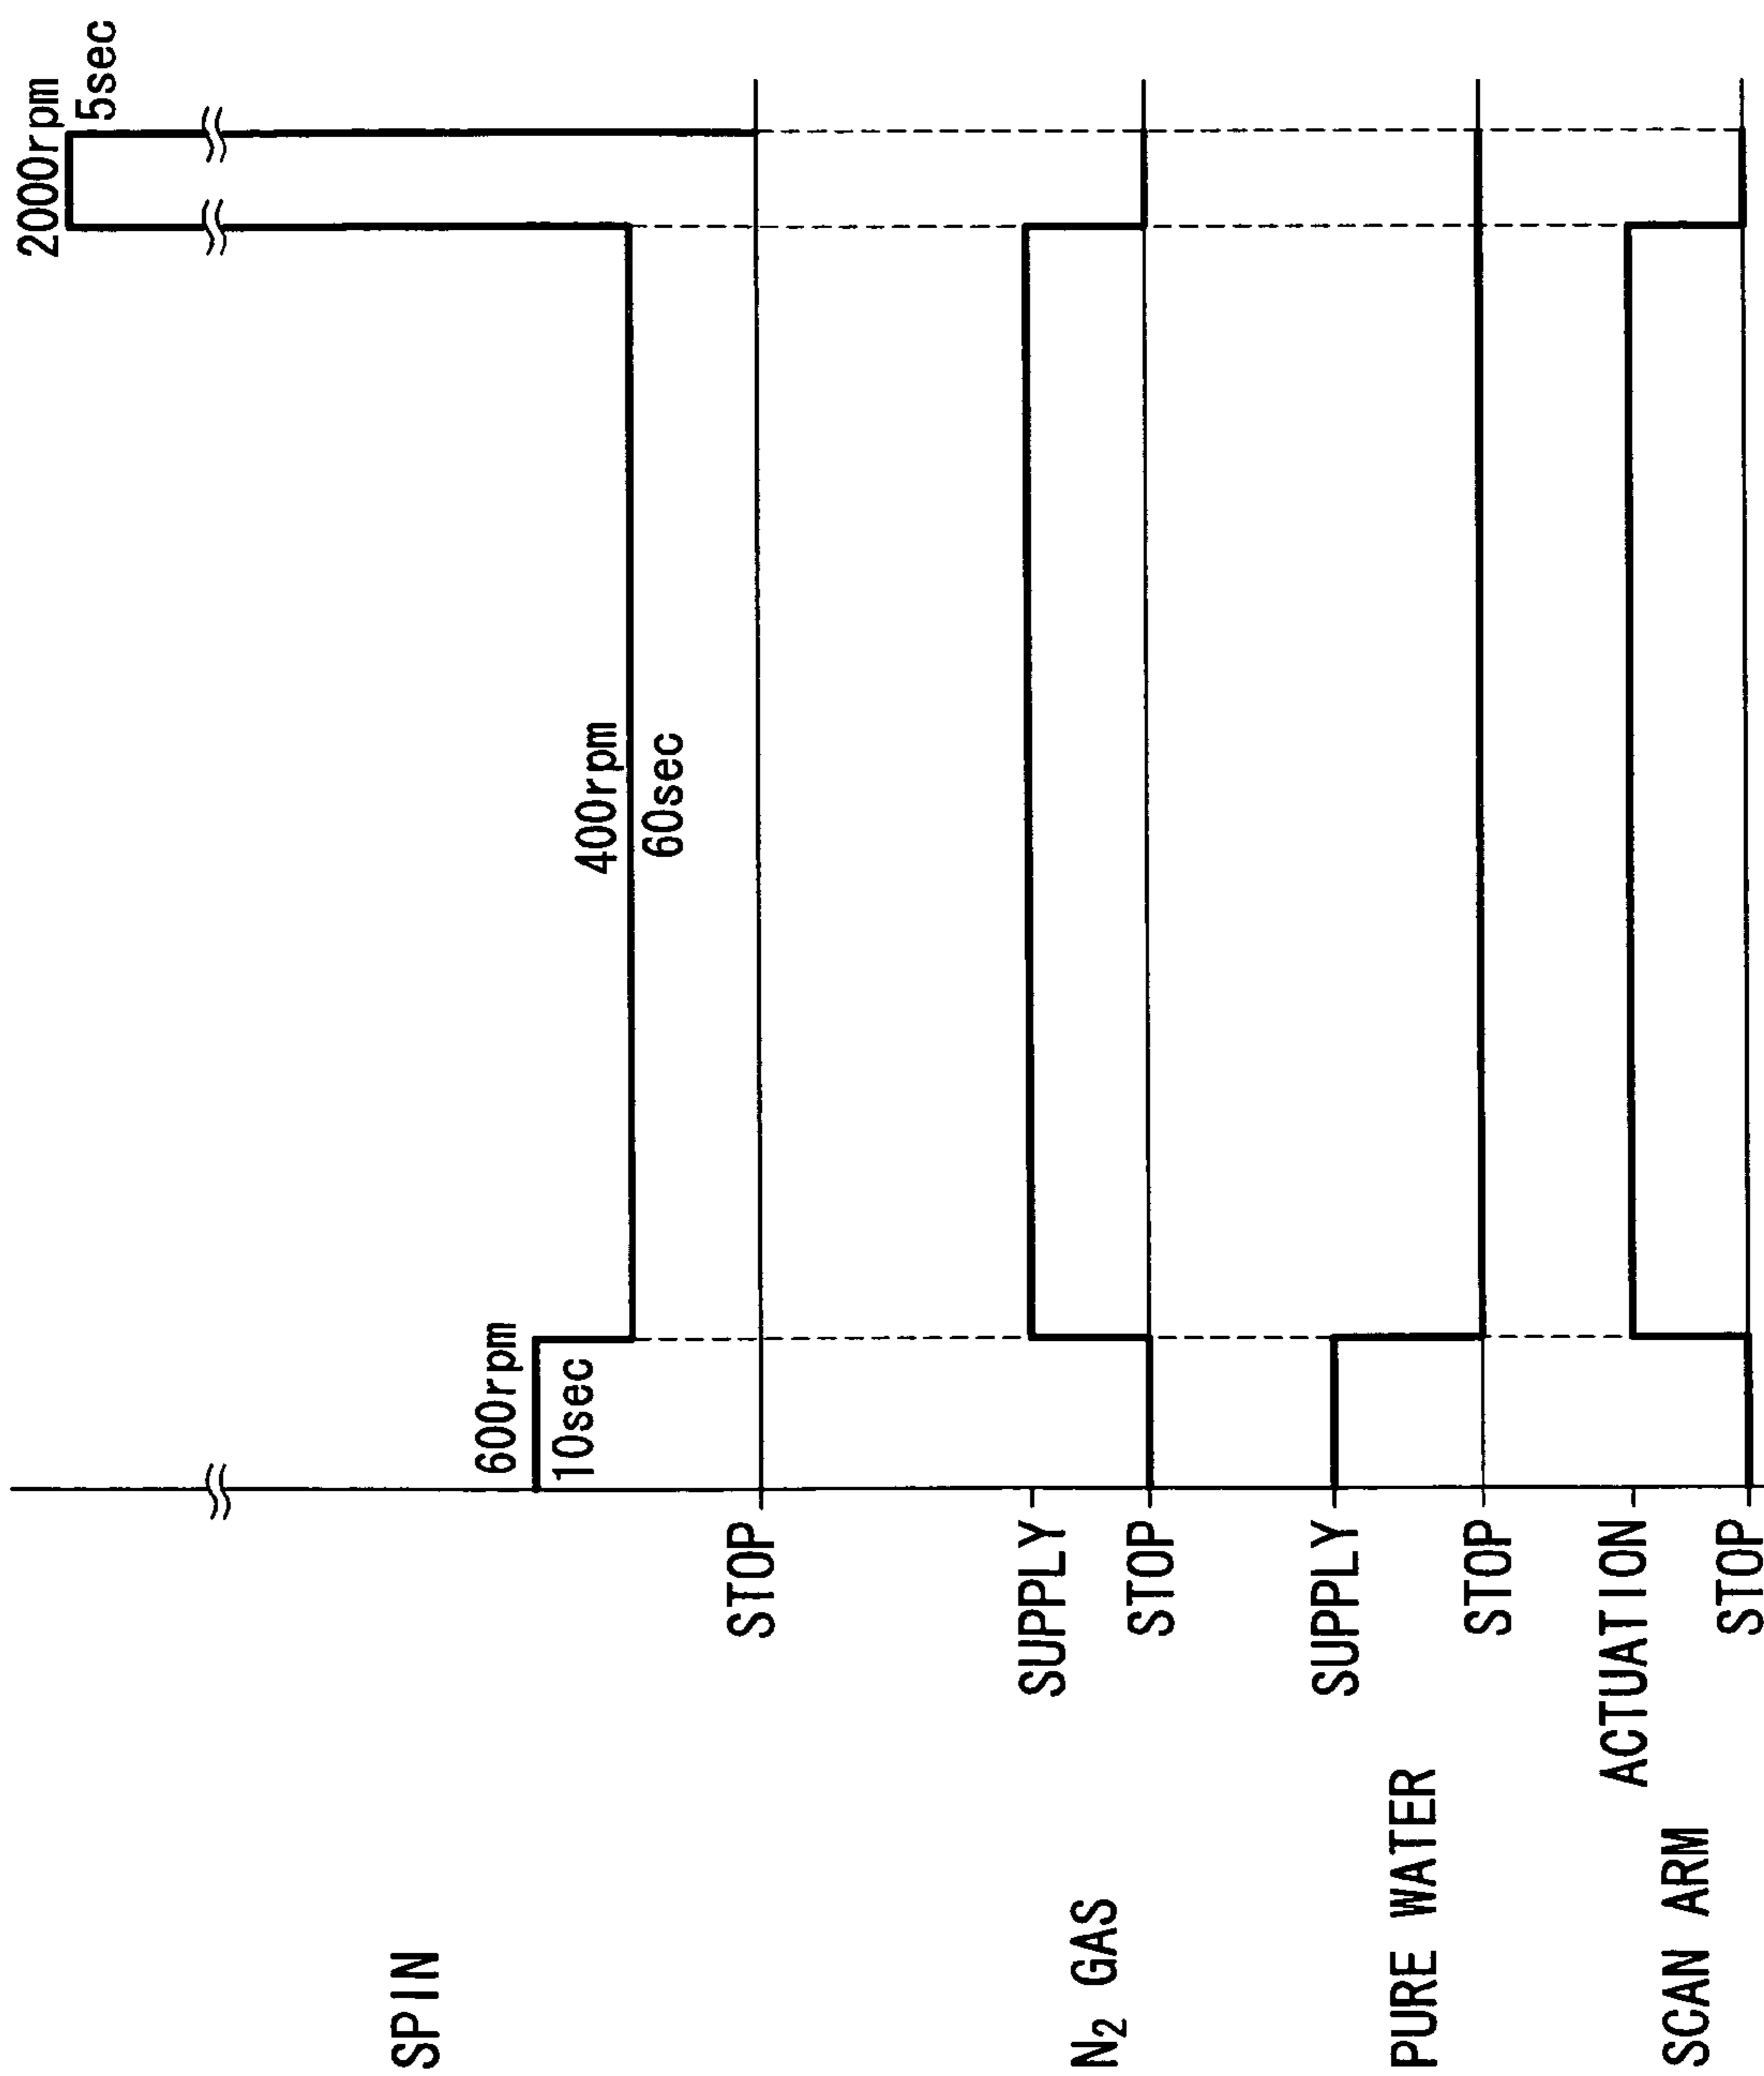 2000rpm
5sec
600rpm
10sec
400rpm
60sec
SPIN
STOP
SUPPLY
N₂ GAS
STOP
SUPPLY
PURE WATER
STOP
ACTUATION
SCAN ARM
STOP